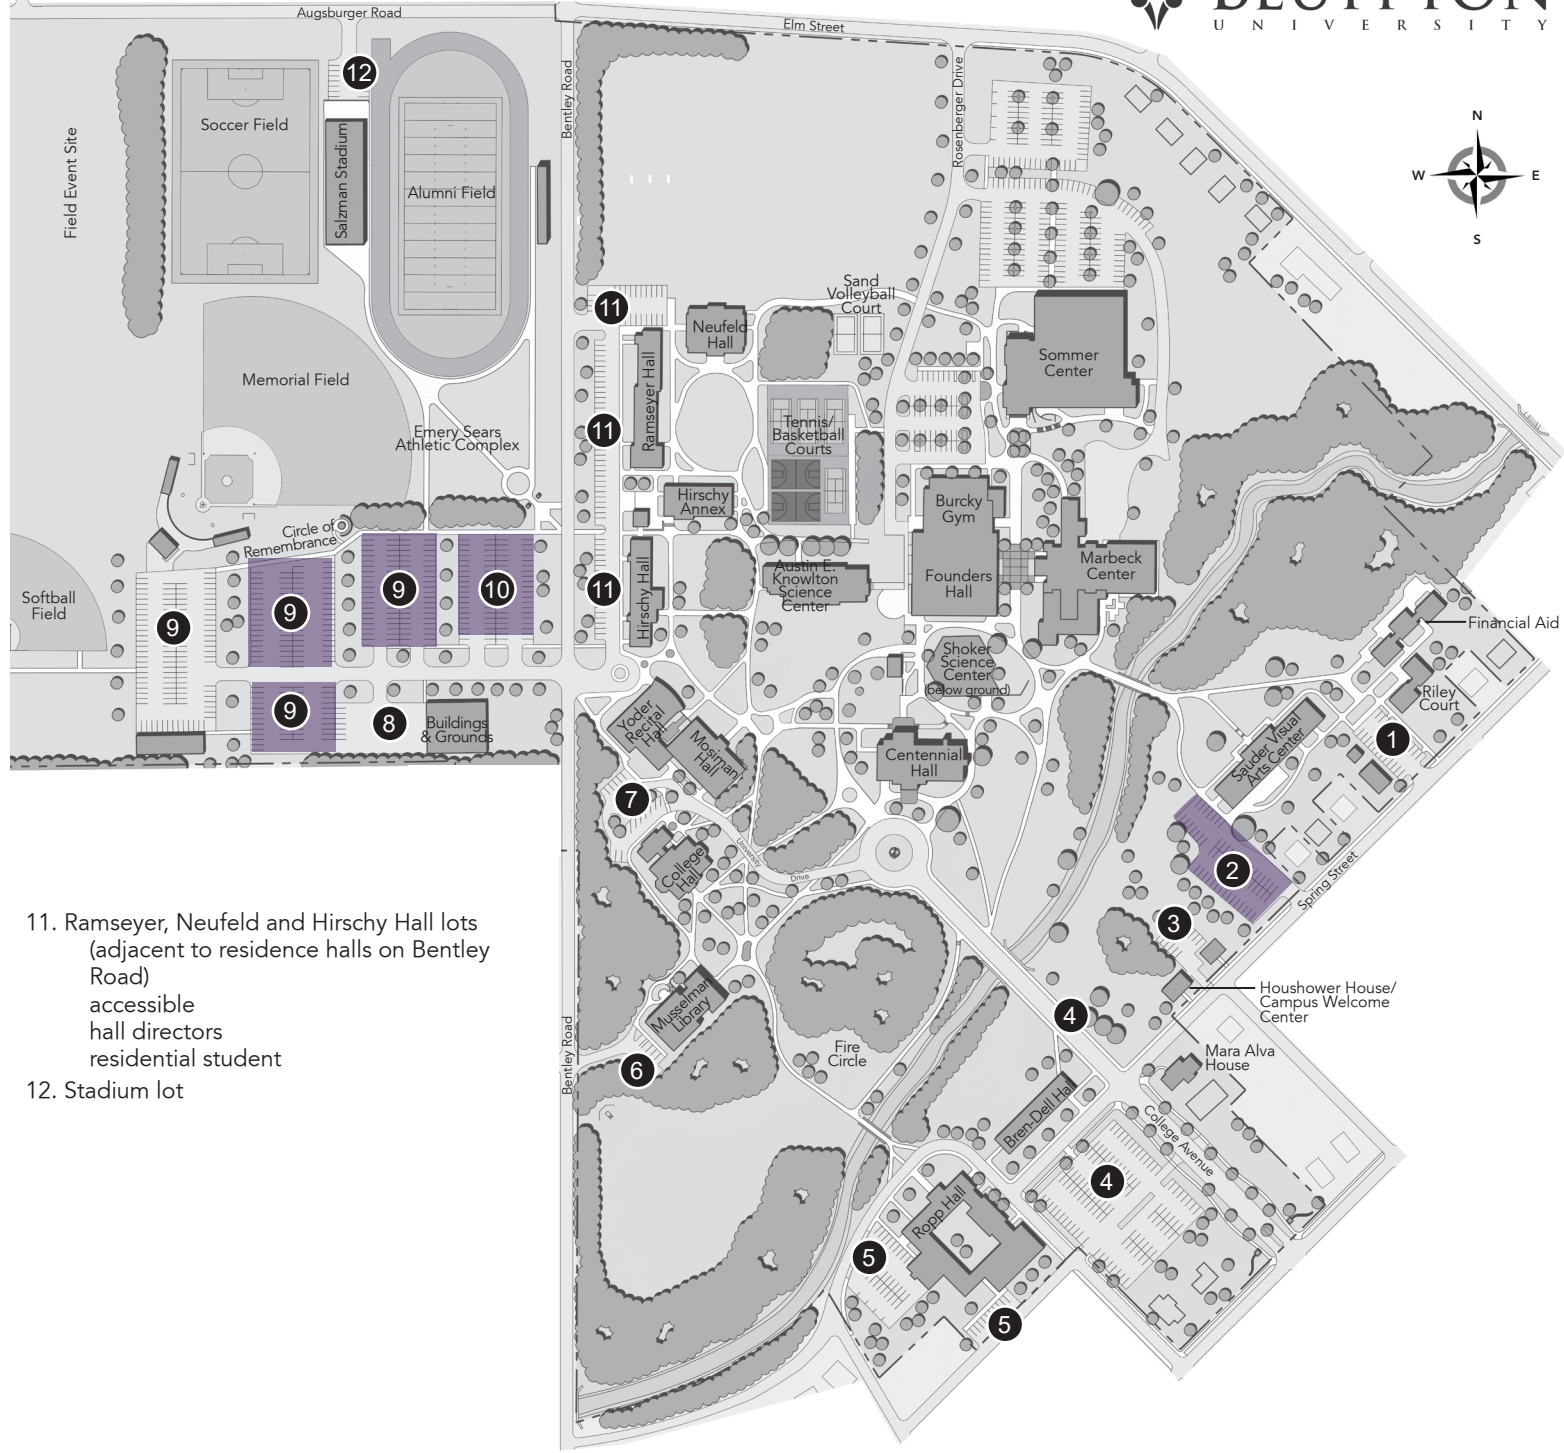 BLUFFTON
UNIVERSITY
Augsburger Road
Elm Street
12
Bentley Road
Rosenberger Drive
Soccer Field
Salzman Stadium
Alumni Field
Field Event Site
N
W
E
S
Sand
Volleyball
Court
11
Neufeld
Hall
Ramseyer Hall
Sommer
Center
Memorial Field
11
Tennis/
Basketball
Courts
Emery Sears
Athletic Complex
Hirschy
Annex
Burcky
Gym
Circle of
Remembrance
Marbeck
Center
Softball
Field
9
9
9
10
11
Hirschy Hall
Austin E.
Knowlton
Science
Center
Founders
Hall
Financial Aid
Shoker
Science
Center
(below ground)
Riley
Court
9
8
Buildings
& Grounds
Yoder
Recital
Hall
Mosiman
Hall
Centennial
Hall
Sauder Visual
Arts Center
1
7
College
Hall
University
Drive
2
Spring Street
3
11. Ramseyer, Neufeld and Hirschy Hall lots
(adjacent to residence halls on Bentley
Road)
accessible
hall directors
residential student
12. Stadium lot
Musselman
Library
Houshower House/
Campus Welcome
Center
4
Bentley Road
6
Fire
Circle
Mara Alva
House
Bren-Dell Hall
College Avenue
4
Ropp Hall
5
5